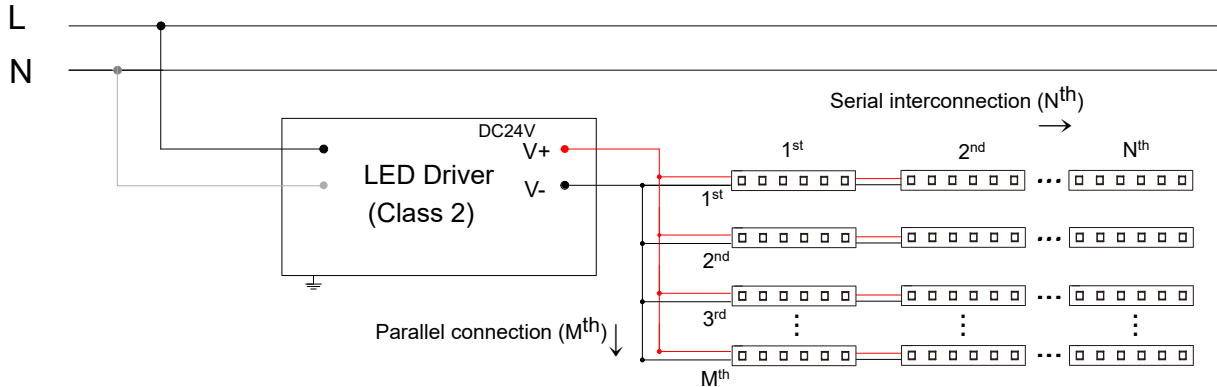 L
N
Serial interconnection (Nth)
1st 2nd Nth
DC24V
V+
LED Driver
V-
(Class 2)
1st
2nd
3rd
Parallel connection (Mth)
Mth